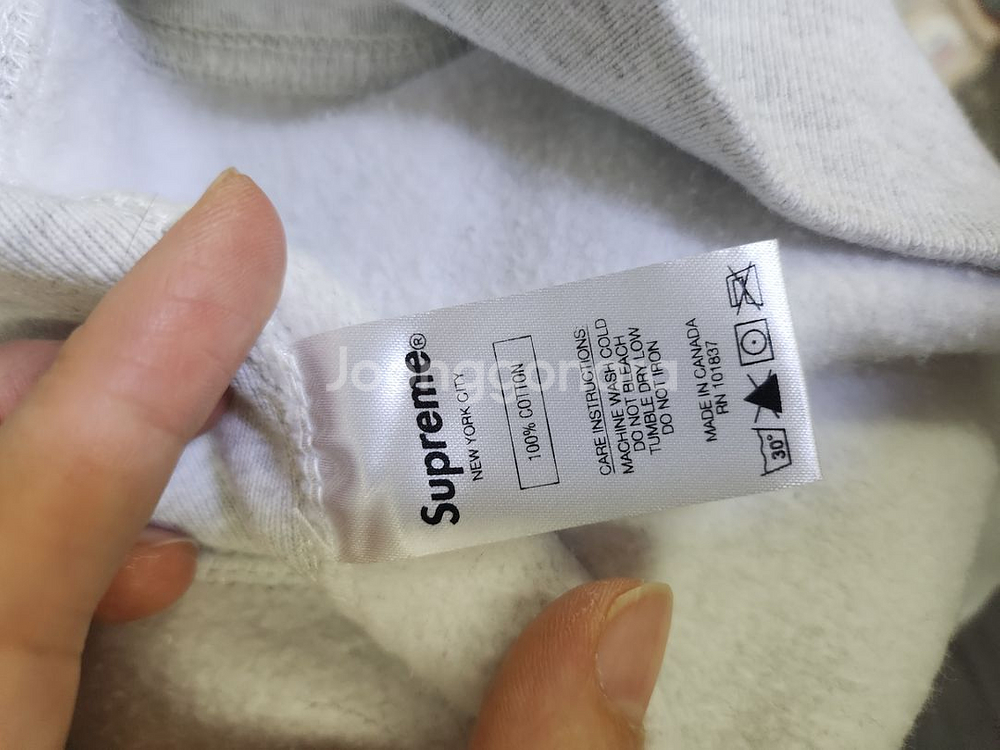 Supreme®
NEW YORK CITY
100% COTTON
CARE INSTRUCTIONS
MACHINE WASH COLD
DO NOT BLEACH
TUMBLE DRY LOW
DO NOT IRON
MADE IN CANADA
RN 101837
30°